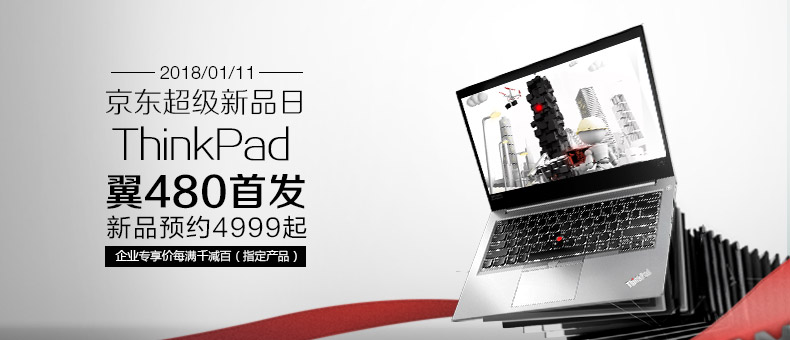 2018/01/11
京东超级新品日
ThinkPad
翼480首发
新品预约4999起
企业专享价每满千减百（指定产品）
ThinkPad